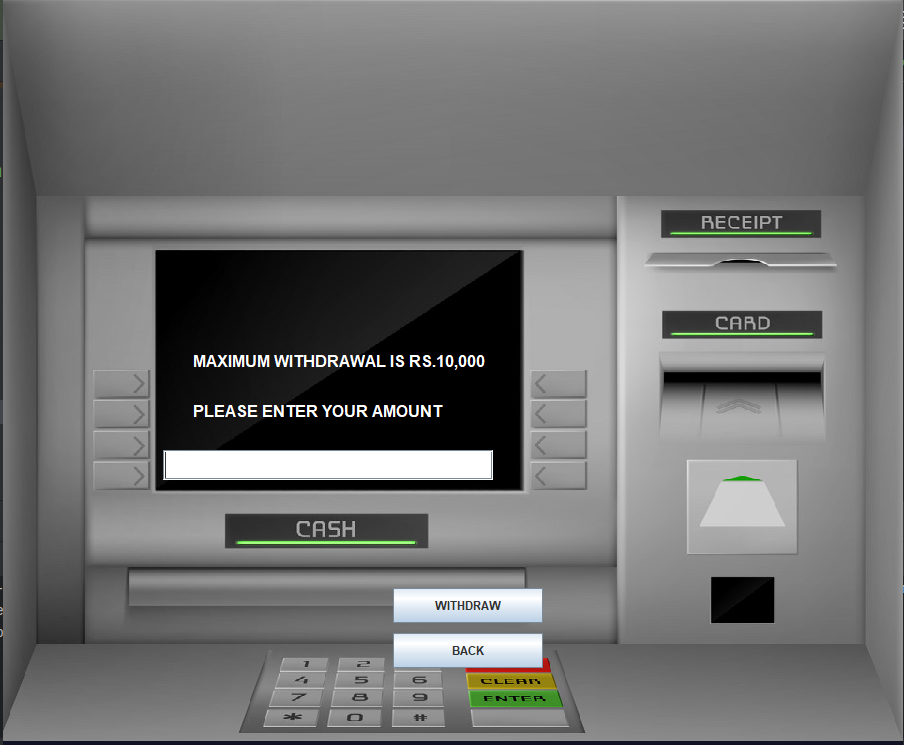 RECEIPT
CARD
MAXIMUM WITHDRAWAL IS RS.10,000
PLEASE ENTER YOUR AMOUNT
CASH
WITHDRAW
BACK
1 2
4 5 6 CLEAR
7 8 9 ENTER
* 0 #